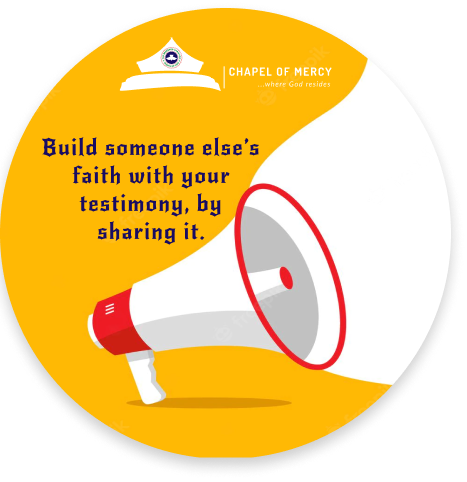 CHAPEL OF MERCY
...where God resides
Build someone else's
faith with your
testimony, by
sharing it.